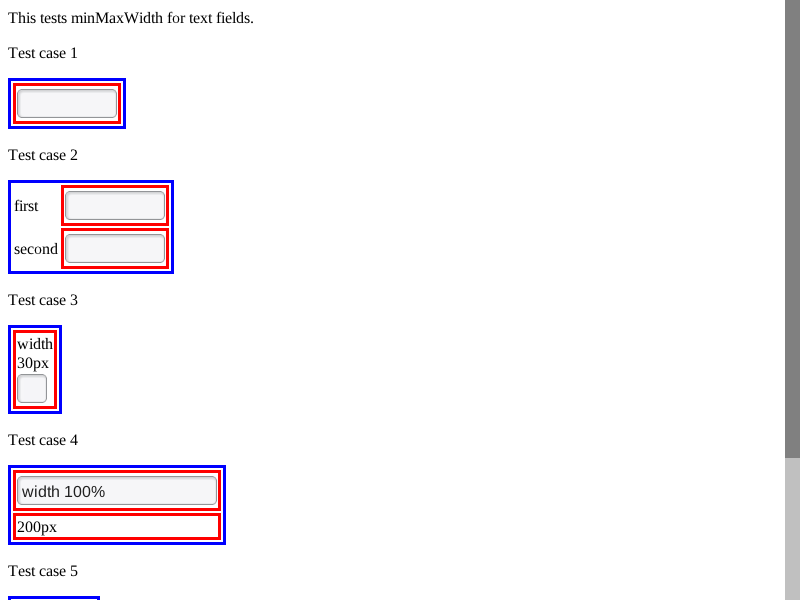 This tests minMaxWidth for text fields.
Test case 1
Test case 2
first
second
Test case 3
width
30px
Test case 4
width 100%
200px
Test case 5